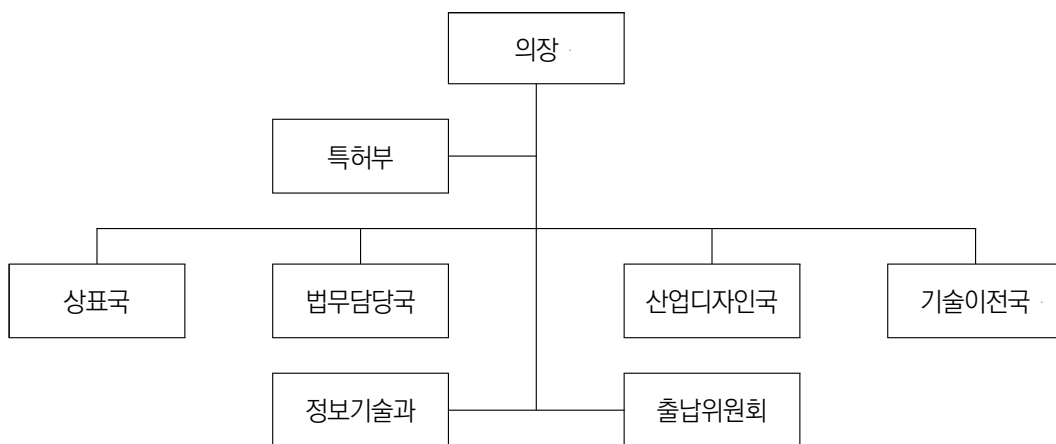 의장
특허부
상표국
법무담당국
산업디자인국
기술이전국
정보기술과
출납위원회